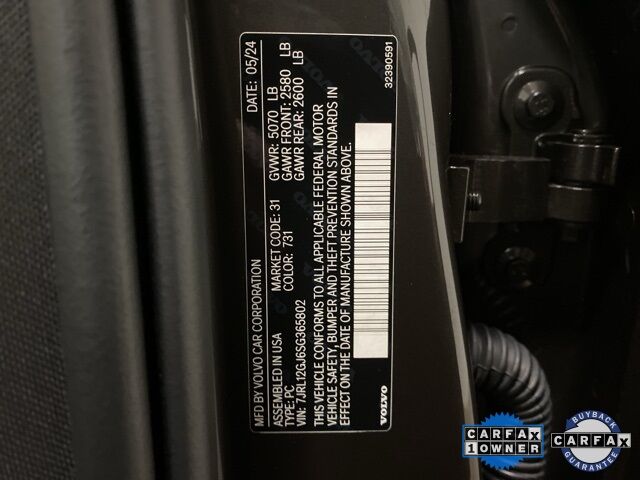 MFD BY VOLVO CAR CORPORATION DATE: 05/24
GVWR: 5070 LB
GAWR FRONT: 2580 LB
ASSEMBLED IN USA MARKET CODE: 31 GAWR REAR: 2600 LB
TYPE: PC COLOR: 731
VIN: 7JRL12GJ6SG365802
THIS VEHICLE CONFORMS TO ALL APPLICABLE FEDERAL MOTOR
VEHICLE SAFETY, BUMPER AND THEFT PREVENTION STANDARDS IN
EFFECT ON THE DATE OF MANUFACTURE SHOWN ABOVE.
VOLVO 32390591
CARFAX
1 OWNER
BUYBACK
CARFAX
GUARANTEE